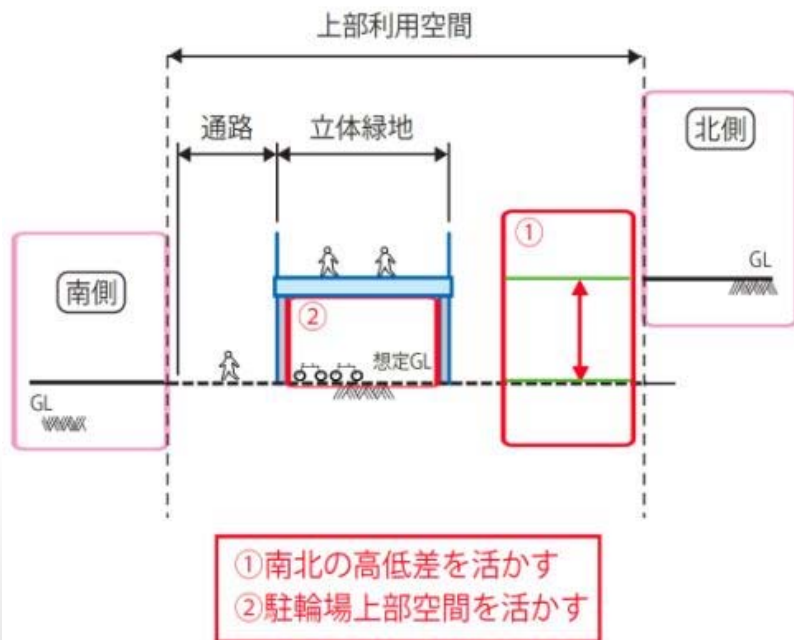 上部利用空間
通路
立体緑地
北側
①
GL
南側
②
想定GL
GL
①南北の高低差を活かす
②駐輪場上部空間を活かす